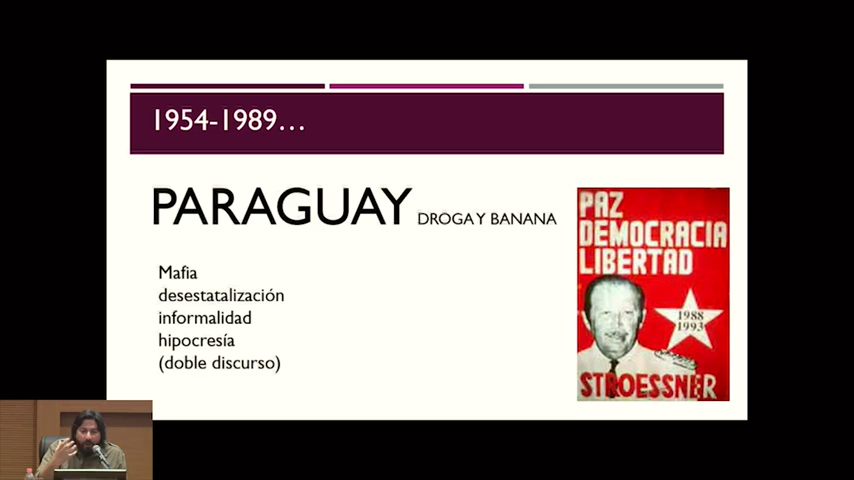 1954-1989...
PARAGUAY DROGA Y BANANA
Mafia
desestatalización
informalidad
hipocresía
(doble discurso)
PAZ
DEMOCRACIA
LIBERTAD
1988
1993
STROESSNER